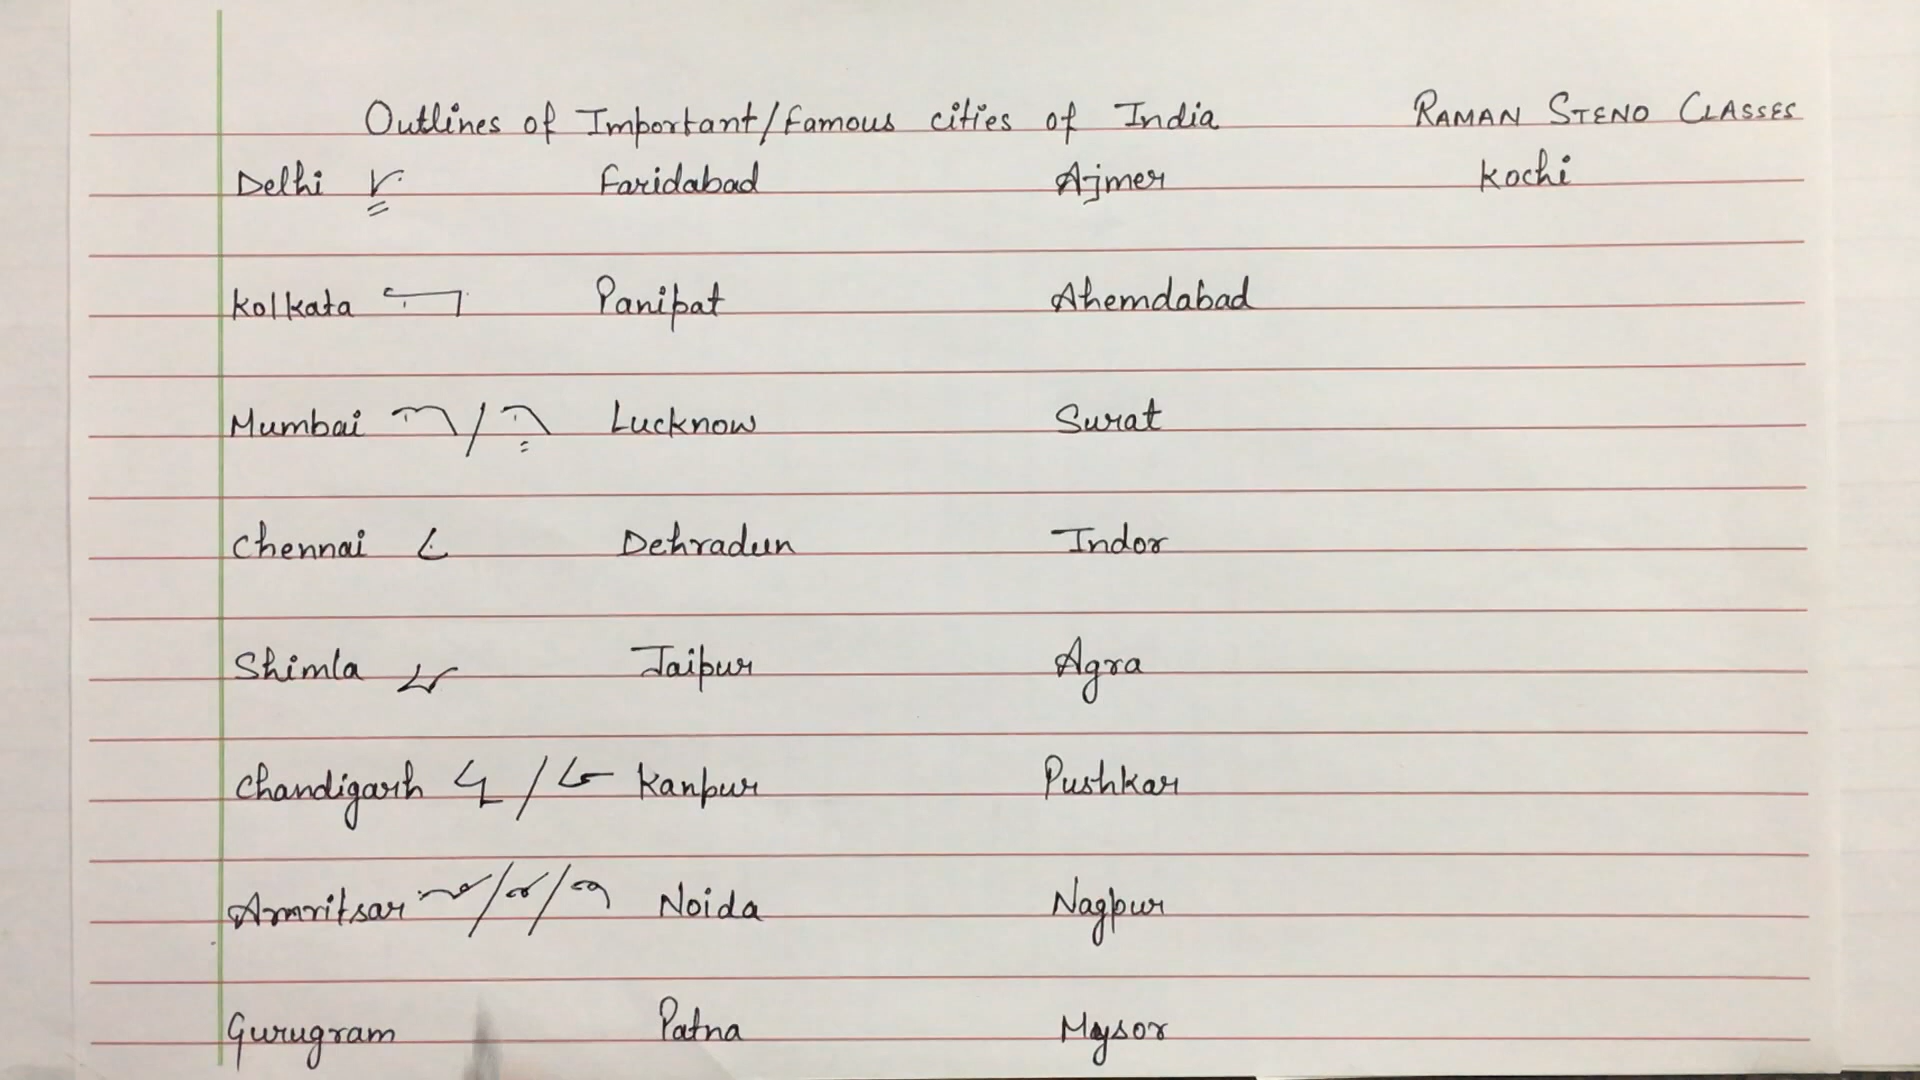 Outlines of Important/famous cities of India RAMAN STENO CLASSES
Delhi Faridabad Ajmer Kochi
Kolkata Panipat Ahemdabad
Mumbai / Lucknow Surat
Chennai Dehradun Indor
Shimla Jaipur Agra
Chandigarh / Kanpur Pushkar
Amritsar / / Noida Nagpur
Gurugram Patna Mysor